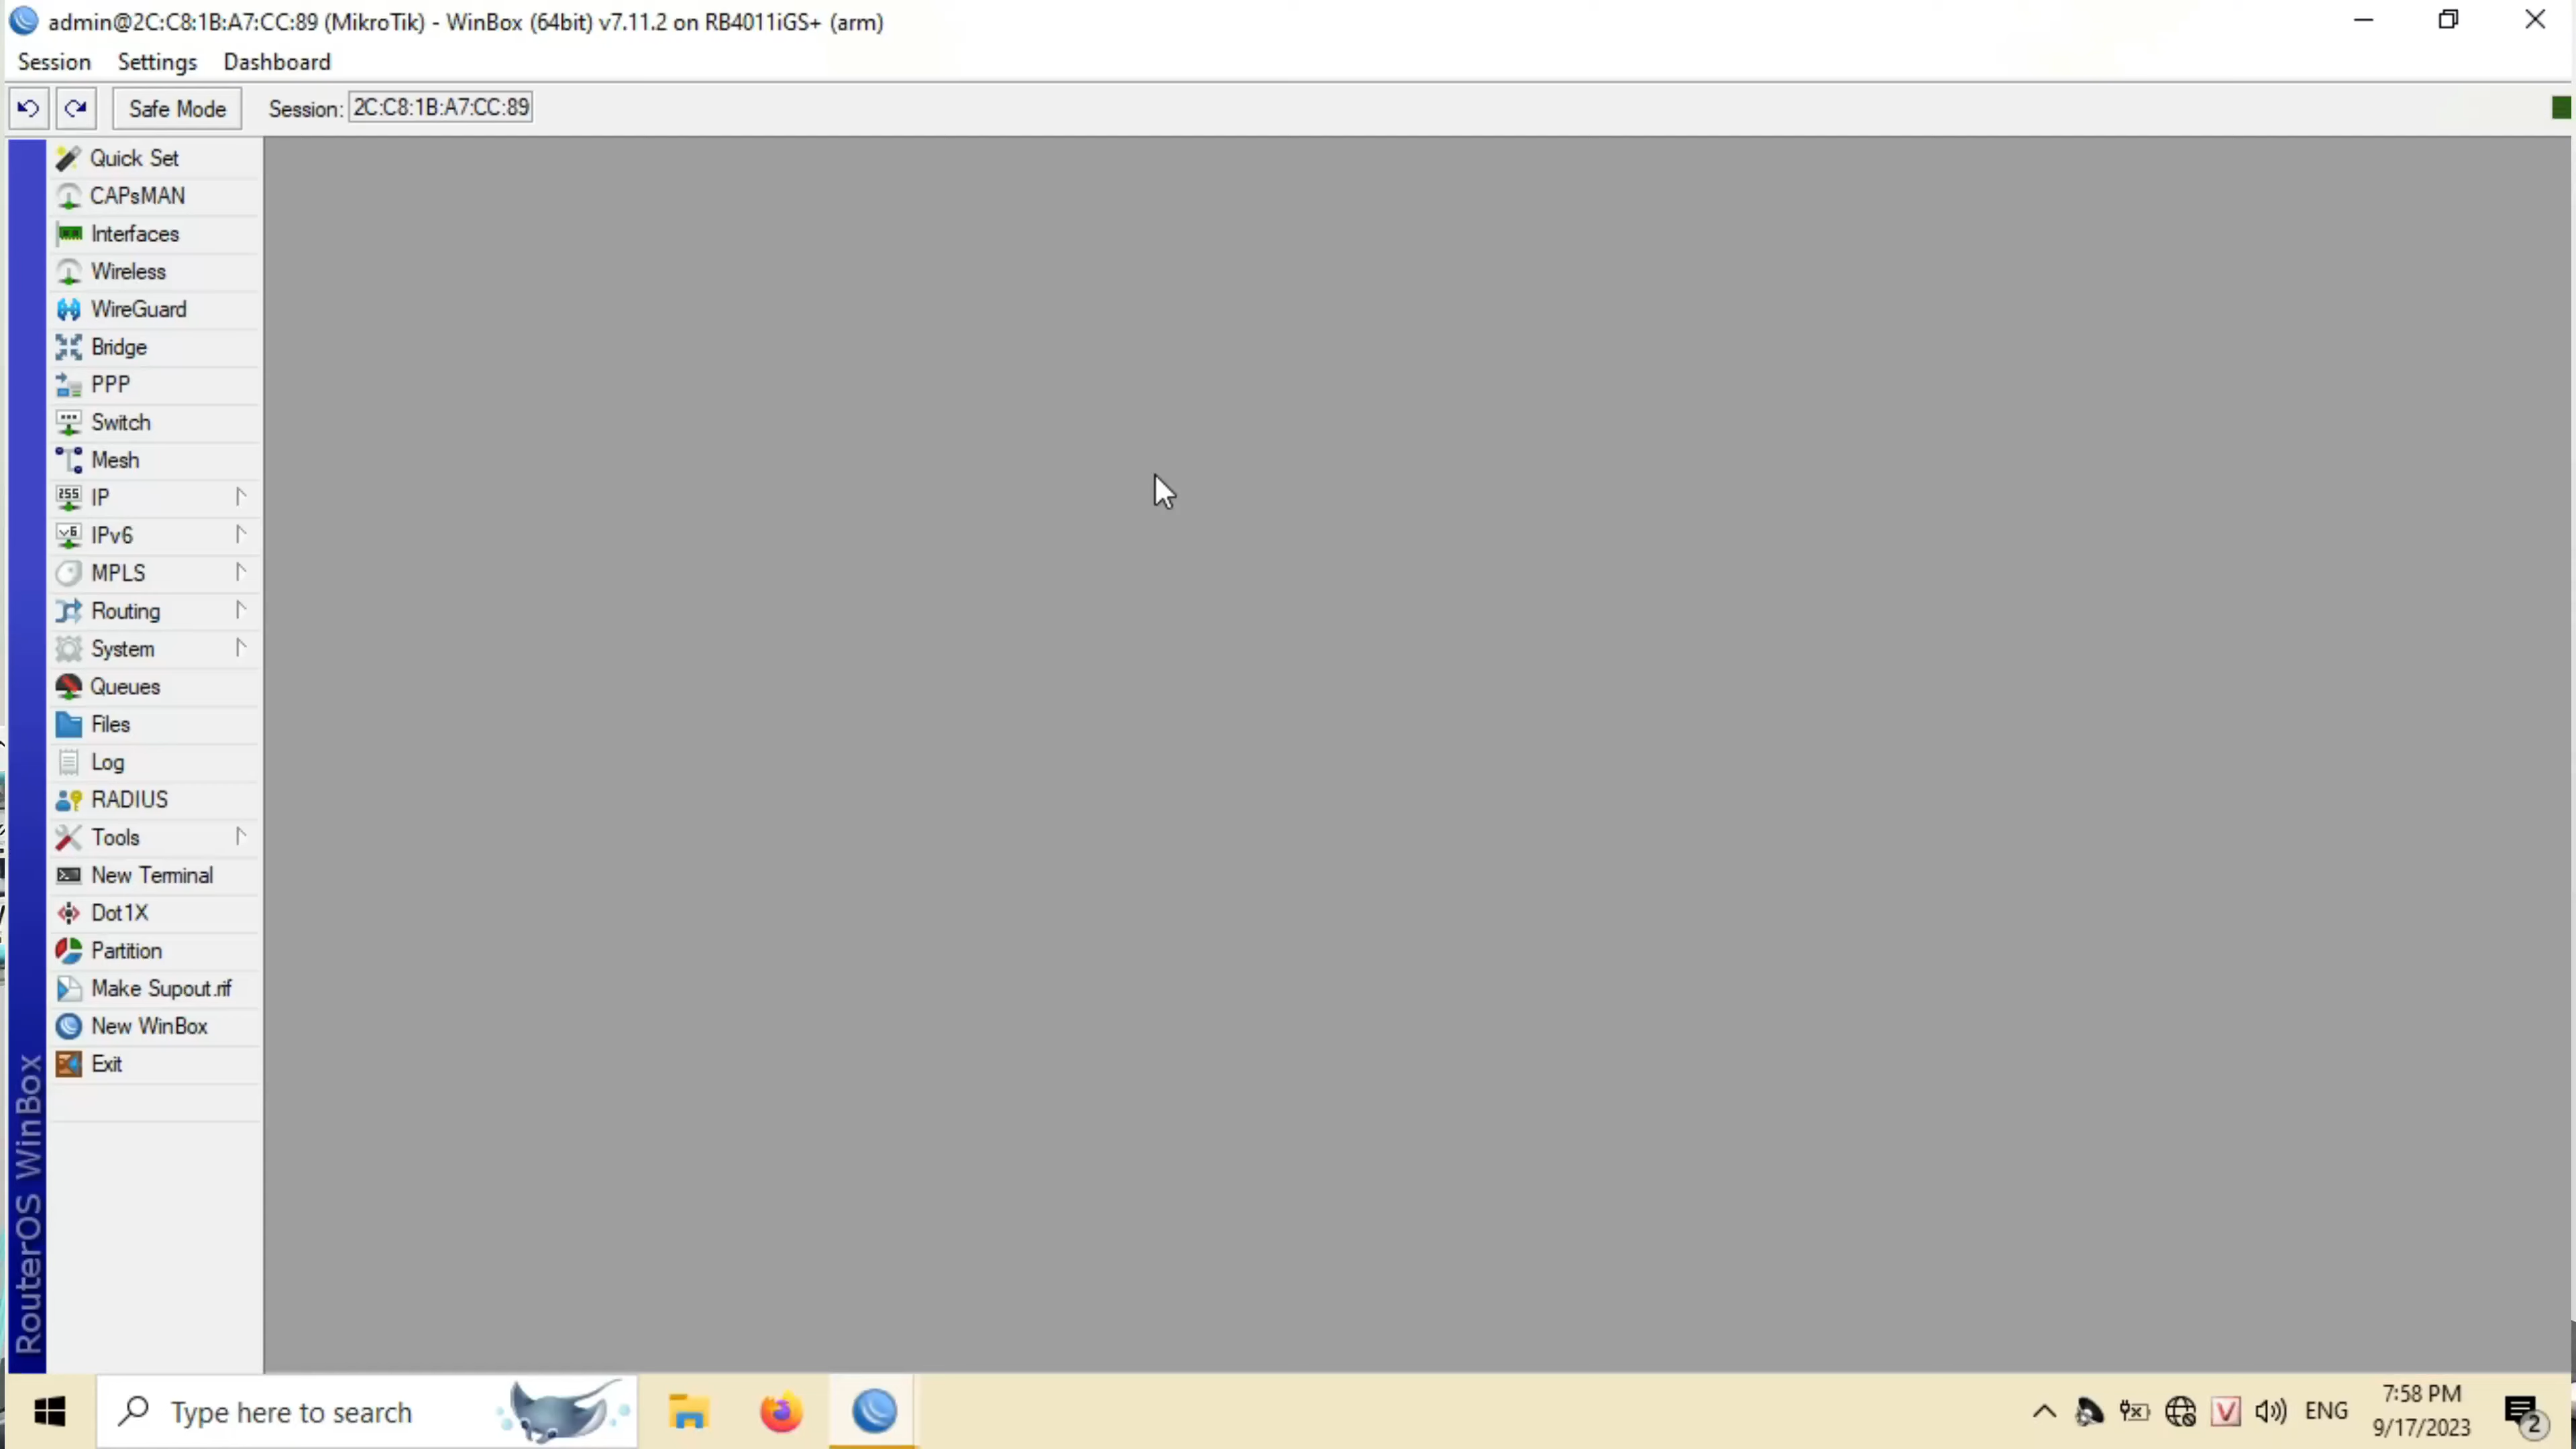 admin@2C:C8:1B:A7:CC:89 (MikroTik) - WinBox (64bit) v7.11.2 on RB4011iGS+ (arm)
Session Settings Dashboard
Safe Mode Session: 2C:C8:1B:A7:CC:89
Quick Set
CAPsMAN
Interfaces
Wireless
WireGuard
Bridge
PPP
Switch
Mesh
255 IP
v6 IPv6
MPLS
Routing
System
Queues
Files
Log
RADIUS
Tools
New Terminal
Dot1X
Partition
Make Supout.rif
New WinBox
Exit
RouterOS WinBox
Type here to search
V ENG
7:58 PM
9/17/2023
2